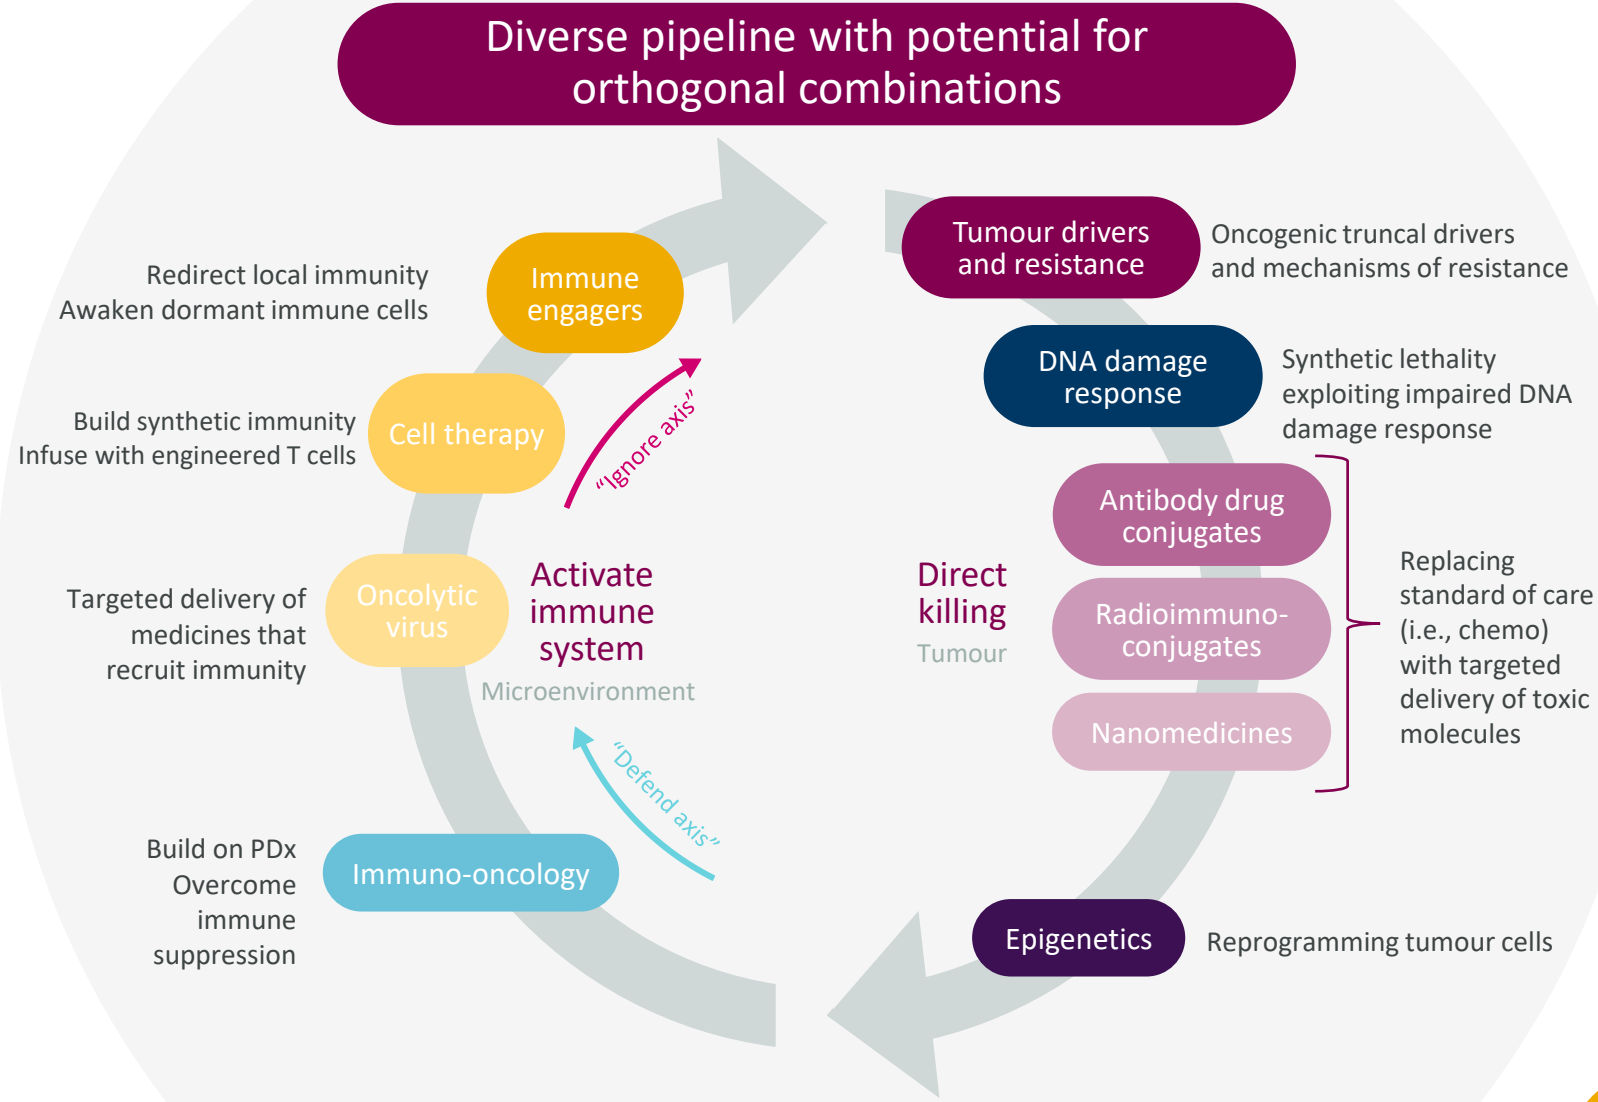 Diverse pipeline with potential for
orthogonal combinations
Redirect local immunity
Awaken dormant immune cells
Immune
engagers
Build synthetic immunity
Infuse with engineered T cells
Cell therapy
"Ignore axis"
Targeted delivery of
medicines that
recruit immunity
Oncolytic
virus
Activate
immune
system
Microenvironment
"Defend axis"
Build on PDx
Overcome
immune
suppression
Immuno-oncology
Tumour drivers
and resistance
Oncogenic truncal drivers
and mechanisms of resistance
DNA damage
response
Synthetic lethality
exploiting impaired DNA
damage response
Direct
killing
Tumour
Antibody drug
conjugates
Radioimmuno-
conjugates
Nanomedicines
Replacing
standard of care
(i.e., chemo)
with targeted
delivery of toxic
molecules
Epigenetics
Reprogramming tumour cells